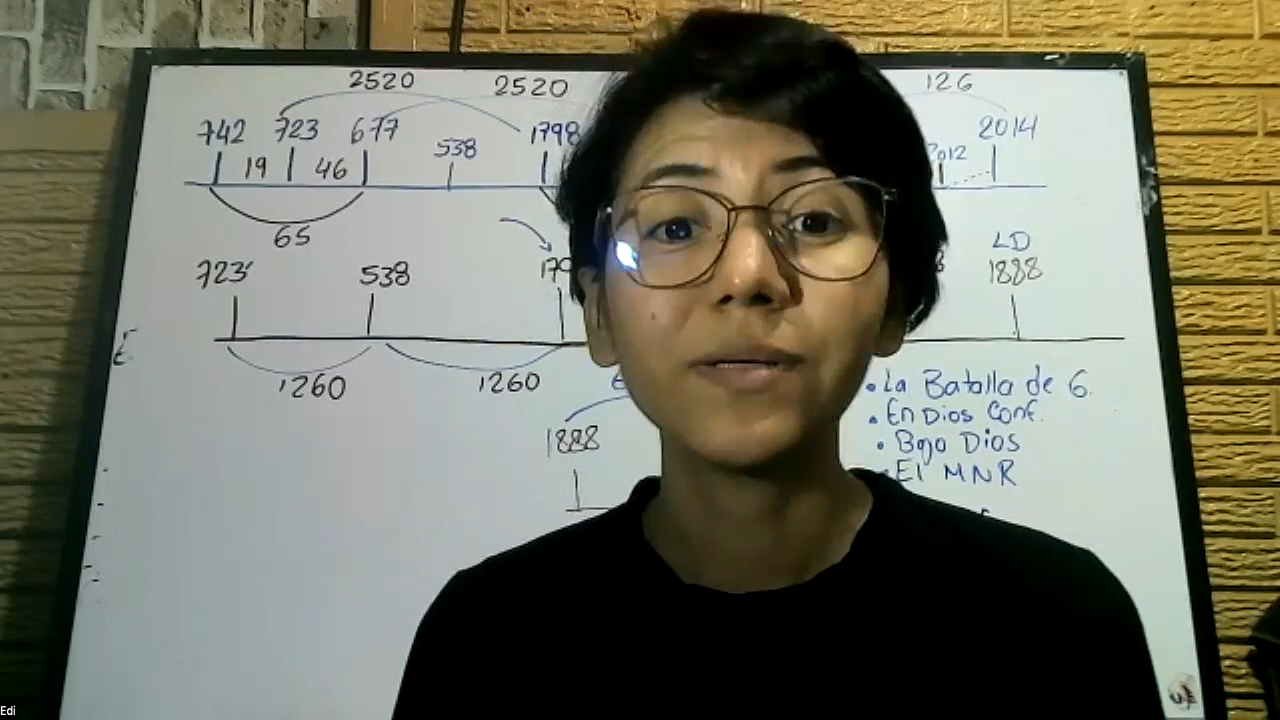 2520 2520 126
742 723 677 538 1798 2012 2014
19 46
65
LD
723 538 1888
1260 1260
1888
• La Batalla de G.
• En Dios Conf.
• Bajo Dios
• El MNR
Edi